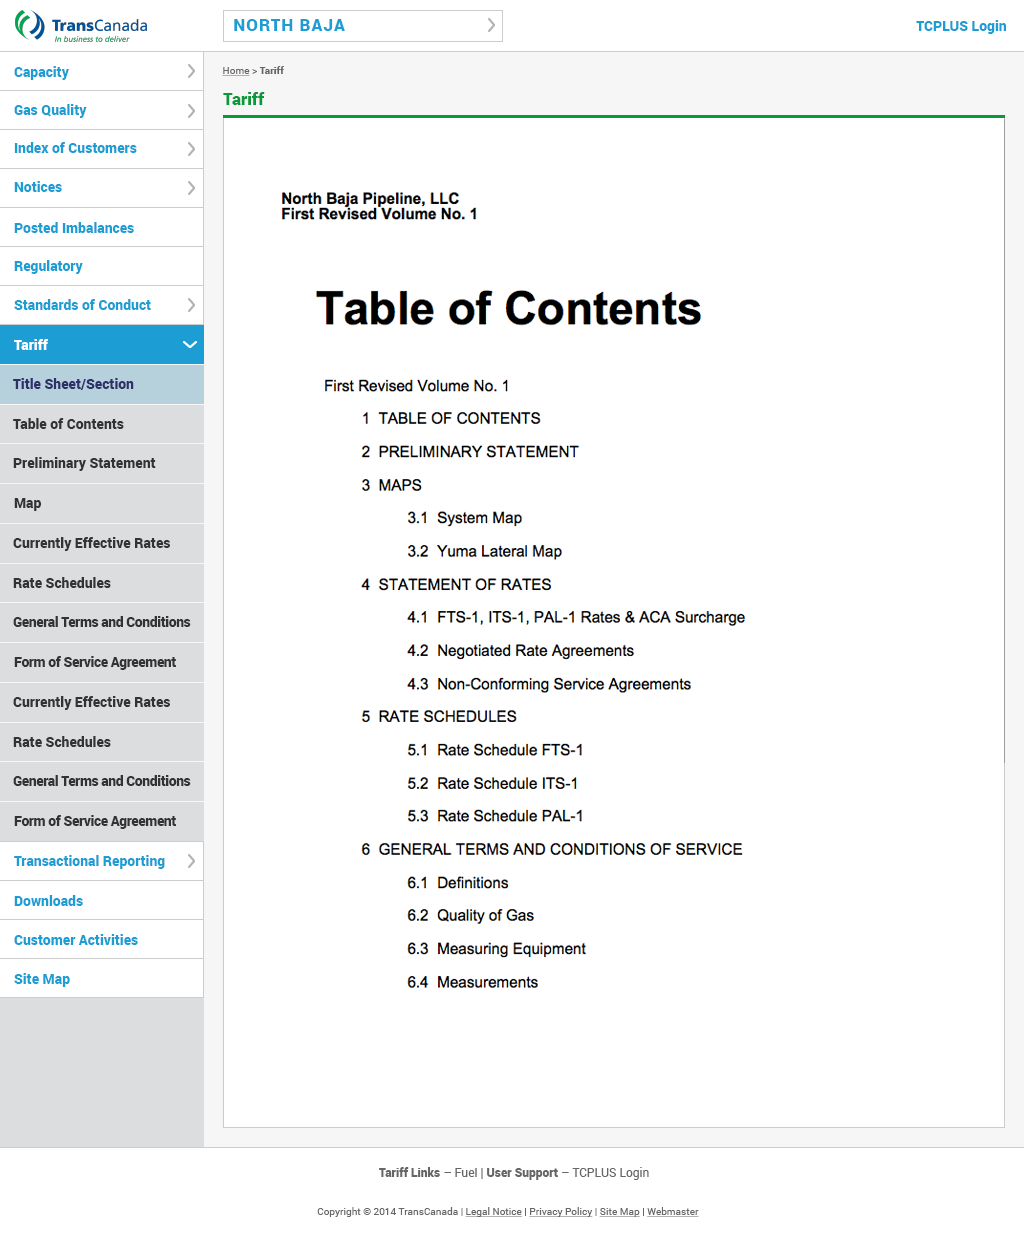 TransCanada
In business to deliver
NORTH BAJA
TCPLUS Login
Capacity
Gas Quality
Index of Customers
Notices
Posted Imbalances
Regulatory
Standards of Conduct
Tariff
Title Sheet/Section
Table of Contents
Preliminary Statement
Map
Currently Effective Rates
Rate Schedules
General Terms and Conditions
Form of Service Agreement
Currently Effective Rates
Rate Schedules
General Terms and Conditions
Form of Service Agreement
Transactional Reporting
Downloads
Customer Activities
Site Map
Home > Tariff
Tariff
North Baja Pipeline, LLC
First Revised Volume No. 1
Table of Contents
First Revised Volume No. 1
1 TABLE OF CONTENTS
2 PRELIMINARY STATEMENT
3 MAPS
3.1 System Map
3.2 Yuma Lateral Map
4 STATEMENT OF RATES
4.1 FTS-1, ITS-1, PAL-1 Rates & ACA Surcharge
4.2 Negotiated Rate Agreements
4.3 Non-Conforming Service Agreements
5 RATE SCHEDULES
5.1 Rate Schedule FTS-1
5.2 Rate Schedule ITS-1
5.3 Rate Schedule PAL-1
6 GENERAL TERMS AND CONDITIONS OF SERVICE
6.1 Definitions
6.2 Quality of Gas
6.3 Measuring Equipment
6.4 Measurements
Tariff Links – Fuel | User Support – TCPLUS Login
Copyright © 2014 TransCanada | Legal Notice | Privacy Policy | Site Map | Webmaster